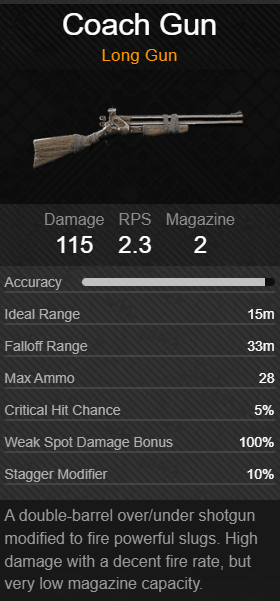 Coach Gun
Long Gun
Damage RPS Magazine
115 2.3 2
Accuracy
Ideal Range 15m
Falloff Range 33m
Max Ammo 28
Critical Hit Chance 5%
Weak Spot Damage Bonus 100%
Stagger Modifier 10%
A double-barrel over/under shotgun
modified to fire powerful slugs. High
damage with a decent fire rate, but
very low magazine capacity.